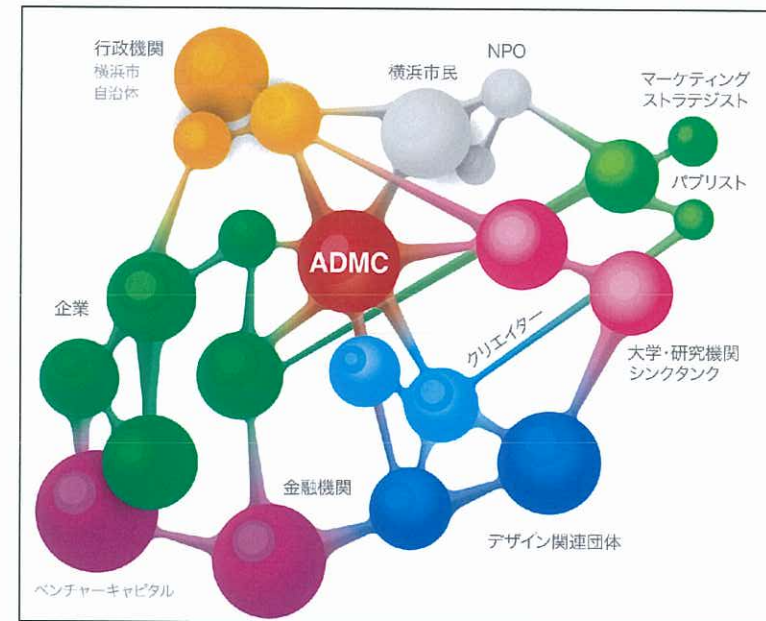 行政機関
横浜市
自治体
横浜市民
NPO
マーケティング
ストラテジスト
パブリスト
ADMC
企業
クリエイター
大学・研究機関
シンクタンク
金融機関
デザイン関連団体
ベンチャーキャピタル